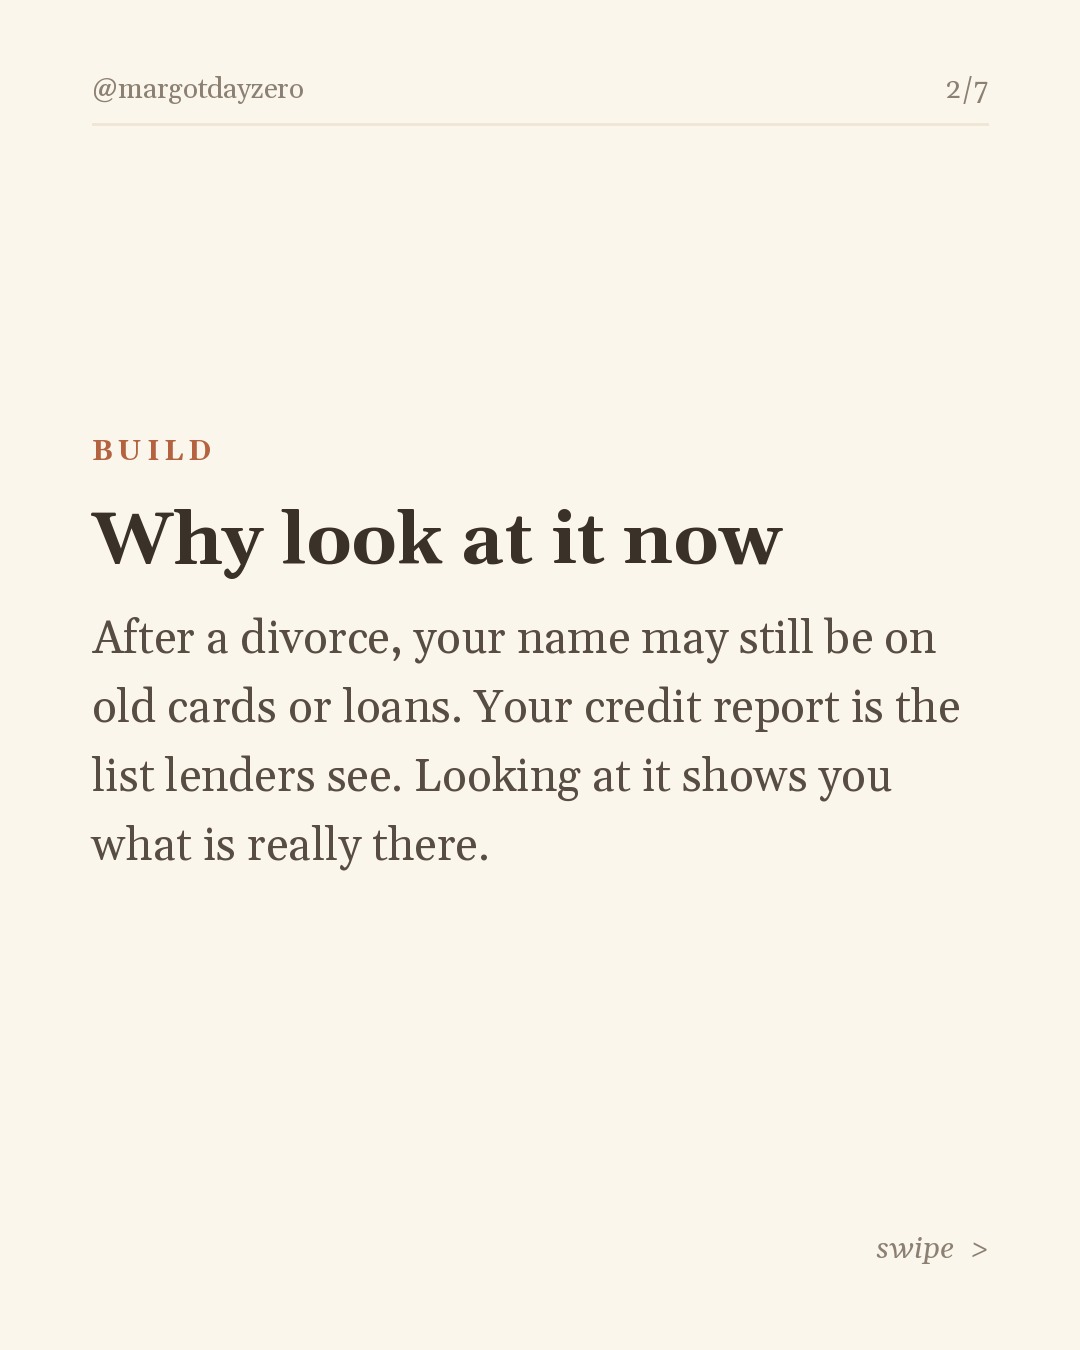 @margotdayzero
2/7
BUILD
Why look at it now
After a divorce, your name may still be on
old cards or loans. Your credit report is the
list lenders see. Looking at it shows you
what is really there.
swipe >